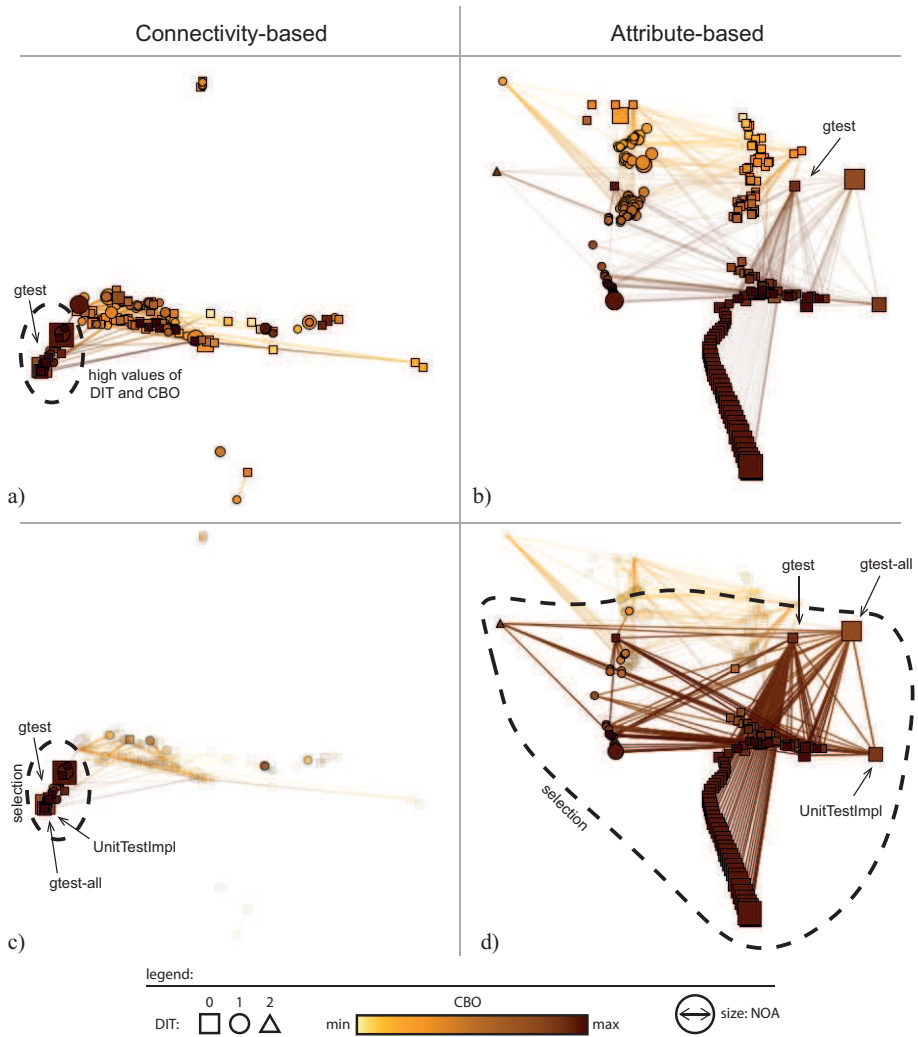 Connectivity-based
Attribute-based
gtest
high values of
DIT and CBO
a)
gtest
b)
gtest
selection
UnitTestImpl
gtest-all
c)
gtest
gtest-all
selection
UnitTestImpl
d)
legend:
0 1 2
DIT:
CBO
min
max
size: NOA